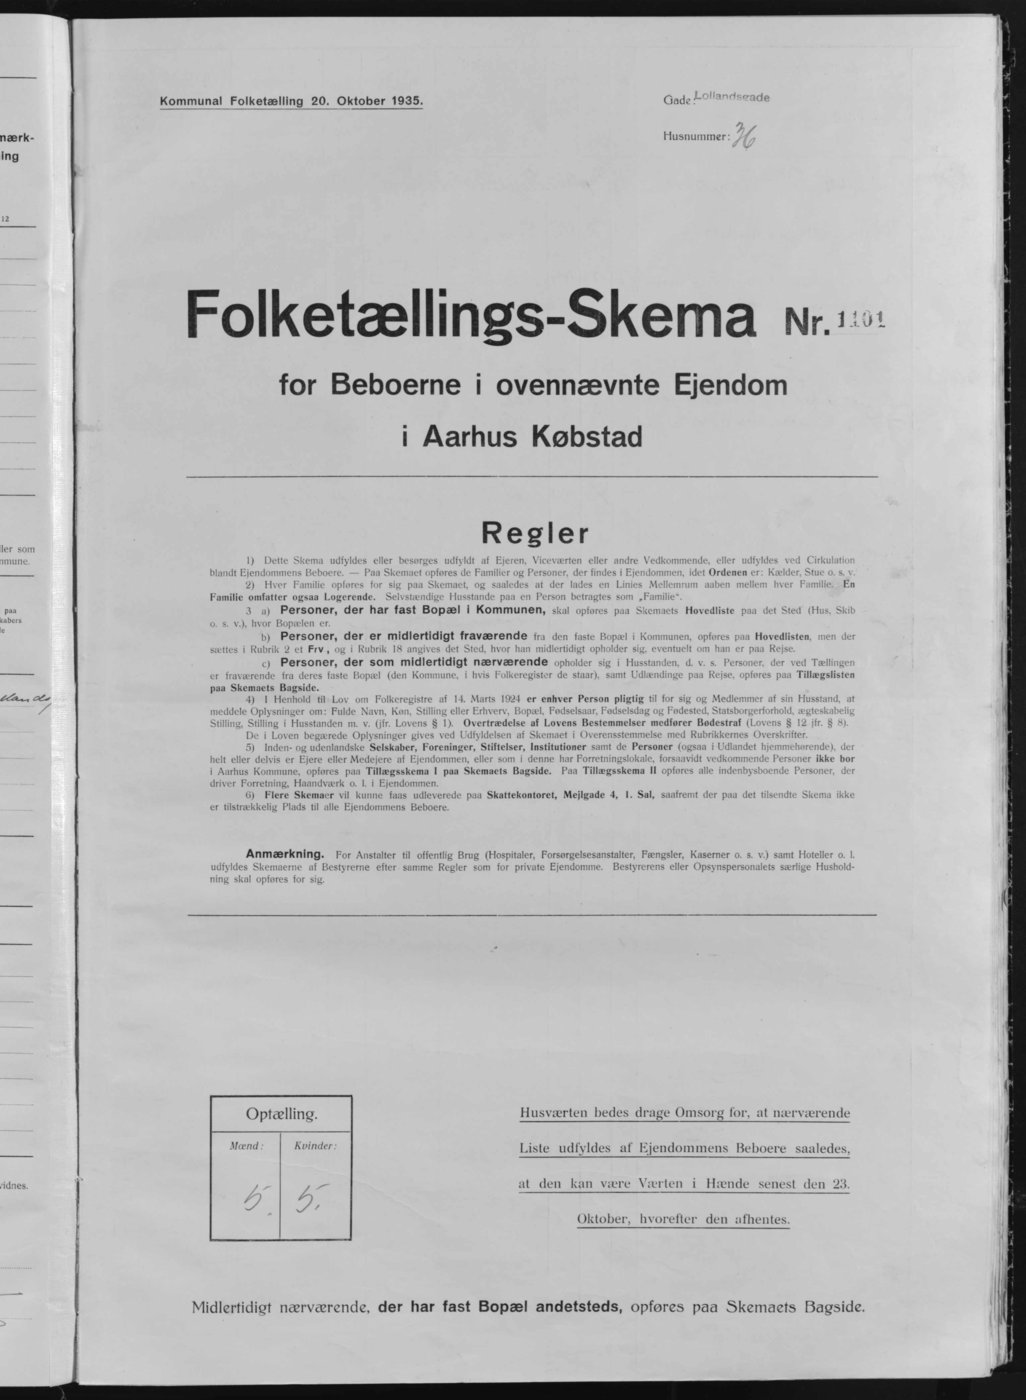 mærk-
ing
12
ller som
nmune.
paa
kabers
vidnes.
Kommunal Folketælling 20. Oktober 1935.
Gade: Lollandsgade
Husnummer: 36
Folketællings-Skema Nr. 1101
for Beboerne i ovennævnte Ejendom
i Aarhus Købstad
Regler
1) Dette Skema udfyldes eller besørges udfyldt af Ejeren, Viceværten eller andre Vedkommende, eller udfyldes ved Cirkulation
blandt Ejendommens Beboere. — Paa Skemaet opføres de Familier og Personer, der findes i Ejendommen, idet Ordenen er: Kælder, Stue o. s. v.
2) Hver Familie opføres for sig paa Skemaet, og saaledes at der lades en Linies Mellemrum aaben mellem hver Familie. En
Familie omfatter ogsaa Logerende. Selvstændige Husstande paa en Person betragtes som „Familie“.
3 a) Personer, der har fast Bopæl i Kommunen, skal opføres paa Skemaets Hovedliste paa det Sted (Hus, Skib
o. s. v.), hvor Bopælen er.
b) Personer, der er midlertidigt fraværende fra den faste Bopæl i Kommunen, opføres paa Hovedlisten, men der
sættes i Rubrik 2 et Frv, og i Rubrik 18 angives det Sted, hvor han midlertidigt opholder sig, eventuelt om han er paa Rejse.
c) Personer, der som midlertidigt nærværende opholder sig i Husstanden, d. v. s. Personer, der ved Tællingen
er fraværende fra deres faste Bopæl (den Kommune, i hvis Folkeregister de staar), samt Udlændinge paa Rejse, opføres paa Tillægslisten
paa Skemaets Bagside.
4) I Henhold til Lov om Folkeregistre af 14. Marts 1924 er enhver Person pligtig til for sig og Medlemmer af sin Husstand, at
meddele Oplysninger om: Fulde Navn, Køn, Stilling eller Erhverv, Bopæl, Fødselsaar, Fødselsdag og Fødested, Statsborgerforhold, ægteskabelig
Stilling, Stilling i Husstanden m. v. (jfr. Lovens § 1). Overtrædelse af Lovens Bestemmelser medfører Bødestraf (Lovens § 12 jfr. § 8).
De i Loven begærede Oplysninger gives ved Udfyldelsen af Skemaet i Overensstemmelse med Rubrikkernes Overskrifter.
5) Inden- og udenlandske Selskaber, Foreninger, Stiftelser, Institutioner samt de Personer (ogsaa i Udlandet hjemmehørende), der
helt eller delvis er Ejere eller Medejere af Ejendommen, eller som i denne har Forretningslokale, forsaavidt vedkommende Personer ikke bor
i Aarhus Kommune, opføres paa Tillægsskema I paa Skemaets Bagside. Paa Tillægsskema II opføres alle indenbysboende Personer, der
driver Forretning, Haandværk o. l. i Ejendommen.
6) Flere Skemaer vil kunne faas udleverede paa Skattekontoret, Mejlgade 4, 1. Sal, saafremt der paa det tilsendte Skema ikke
er tilstrækkelig Plads til alle Ejendommens Beboere.
Anmærkning. For Anstalter til offentlig Brug (Hospitaler, Forsørgelsesanstalter, Fængsler, Kaserner o. s. v.) samt Hoteller o. l.
udfyldes Skemaerne af Bestyrerne efter samme Regler som for private Ejendomme. Bestyrerens eller Opsynspersonalets særlige Hushold-
ning skal opføres for sig.
Optælling.
Mænd: Kvinder:
5. 5.
Husværten bedes drage Omsorg for, at nærværende
Liste udfyldes af Ejendommens Beboere saaledes,
at den kan være Værten i Hænde senest den 23.
Oktober, hvorefter den afhentes.
Midlertidigt nærværende, der har fast Bopæl andetsteds, opføres paa Skemaets Bagside.